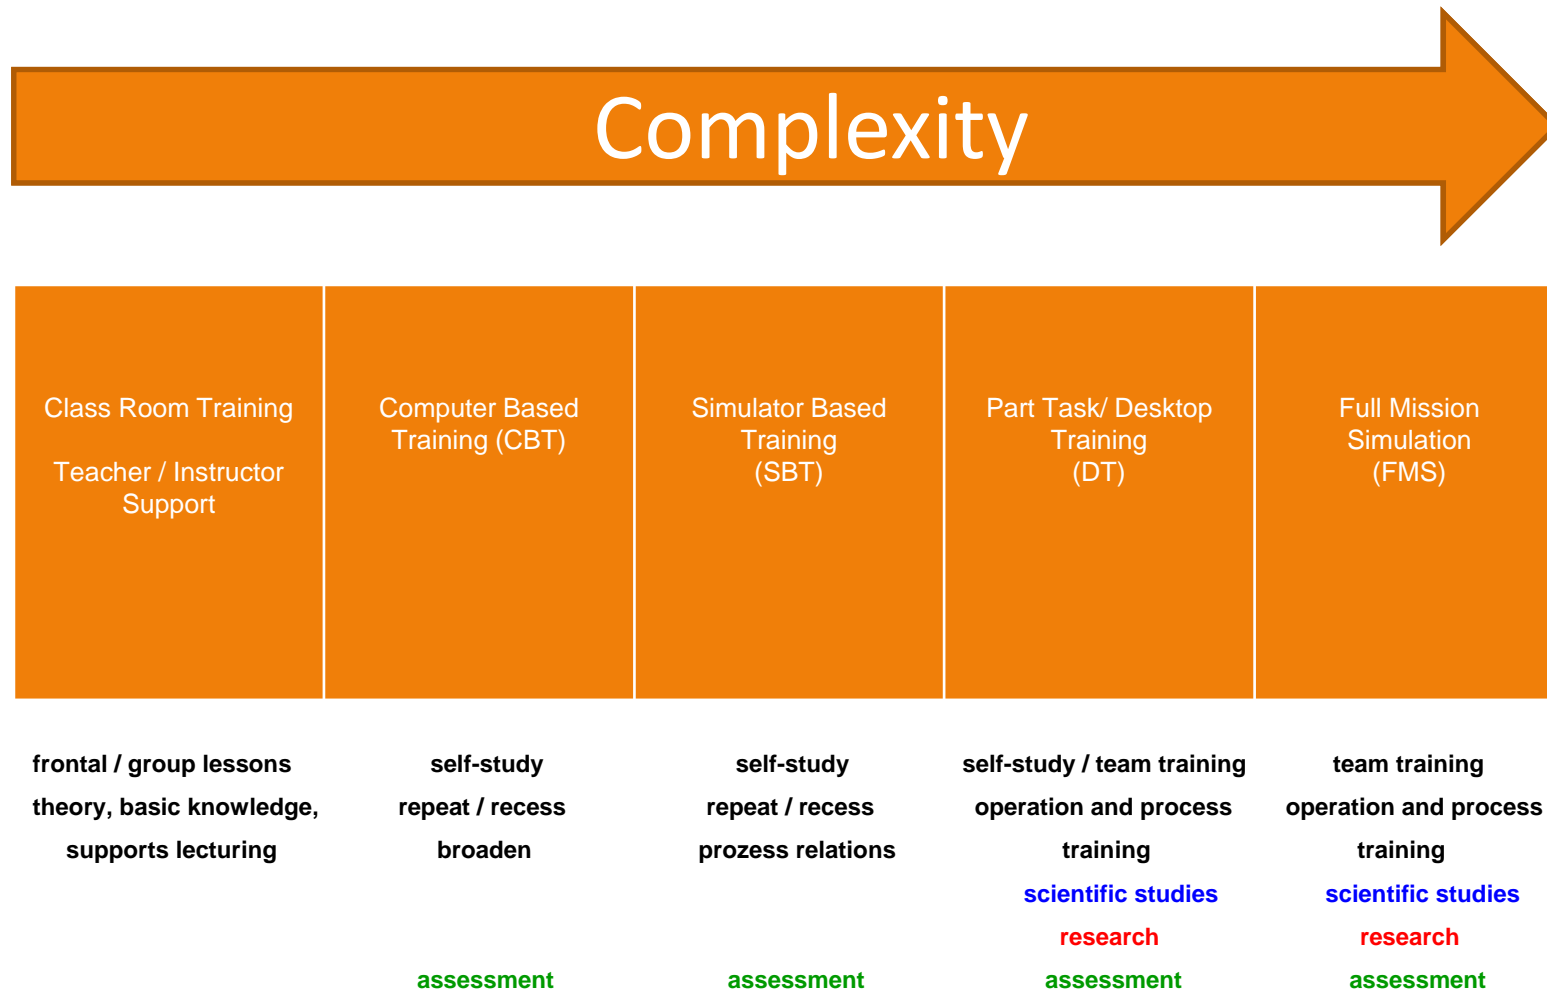 Complexity
Class Room Training
Teacher / Instructor
Support
Computer Based
Training (CBT)
Simulator Based
Training
(SBT)
Part Task/ Desktop
Training
(DT)
Full Mission
Simulation
(FMS)
frontal / group lessons
theory, basic knowledge,
supports lecturing
self-study
repeat / recess
broaden
assessment
self-study
repeat / recess
prozess relations
assessment
self-study / team training
operation and process
training
scientific studies
research
assessment
team training
operation and process
training
scientific studies
research
assessment